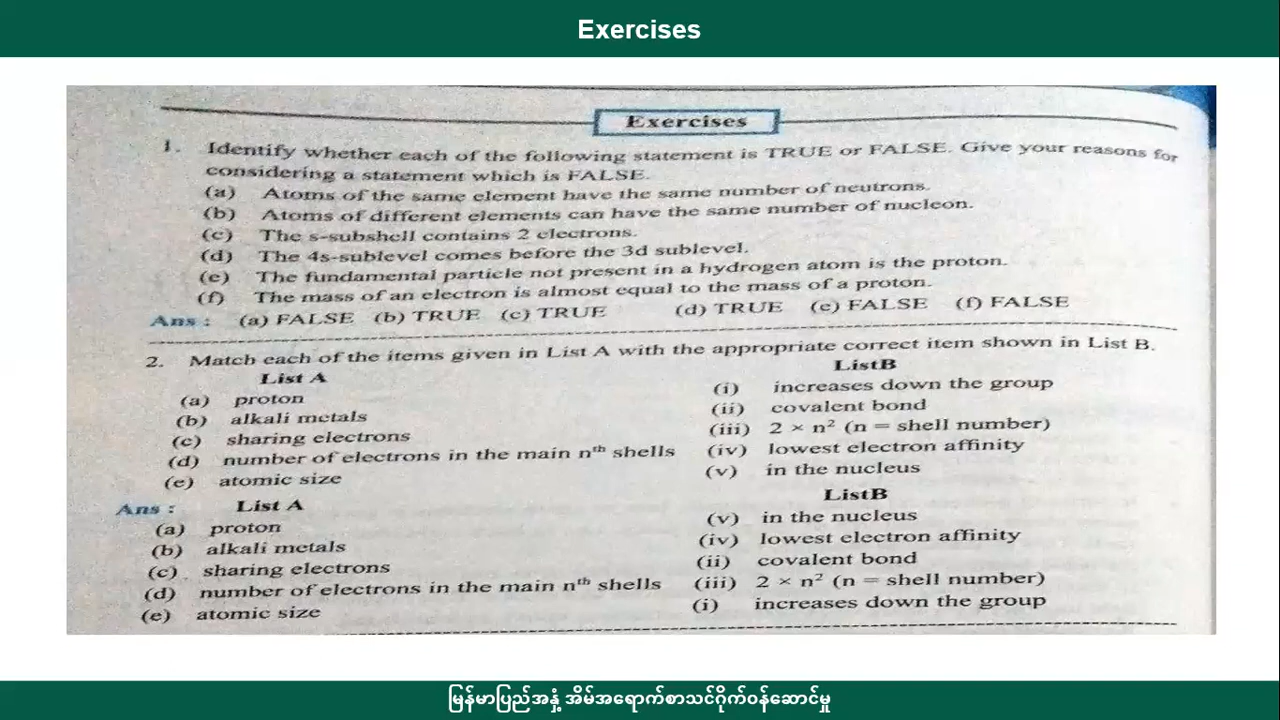 Exercises
Exercises
1. Identify whether each of the following statement is TRUE or FALSE. Give your reasons for
considering a statement which is FALSE.
(a) Atoms of the same element have the same number of neutrons.
(b) Atoms of different elements can have the same number of nucleon.
(c) The s-subshell contains 2 electrons.
(d) The 4s-sublevel comes before the 3d sublevel.
(e) The fundamental particle not present in a hydrogen atom is the proton.
(f) The mass of an electron is almost equal to the mass of a proton.
Ans : (a) FALSE (b) TRUE (c) TRUE (d) TRUE (e) FALSE (f) FALSE
2. Match each of the items given in List A with the appropriate correct item shown in List B.
List A ListB
(a) proton (i) increases down the group
(b) alkali metals (ii) covalent bond
(c) sharing electrons (iii) 2 × n² (n = shell number)
(d) number of electrons in the main nᵗʰ shells (iv) lowest electron affinity
(e) atomic size (v) in the nucleus
Ans : List A ListB
(a) proton (v) in the nucleus
(b) alkali metals (iv) lowest electron affinity
(c) sharing electrons (ii) covalent bond
(d) number of electrons in the main nᵗʰ shells (iii) 2 × n² (n = shell number)
(e) atomic size (i) increases down the group
မြန်မာပြည်အနှံ့ အိမ်အရောက်စာသင်ဂိုက်ဝန်ဆောင်မှု